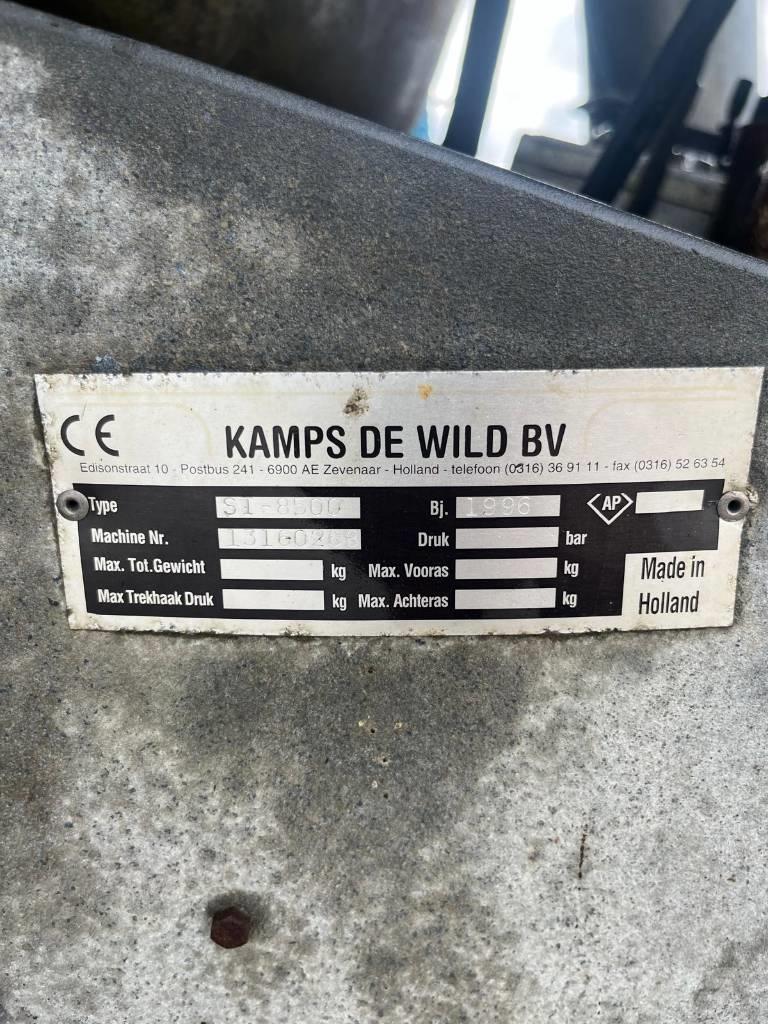 CE KAMPS DE WILD BV
Edisonstraat 10 - Postbus 241 - 6900 AE Zevenaar - Holland - telefoon (0316) 36 91 11 - fax (0316) 52 63 54
Type S1-8500 Bj. 1996 AP
Machine Nr. Druk bar
Max. Tot.Gewicht kg Max. Vooras kg Made in
Max Trekhaak Druk kg Max. Achteras kg Holland